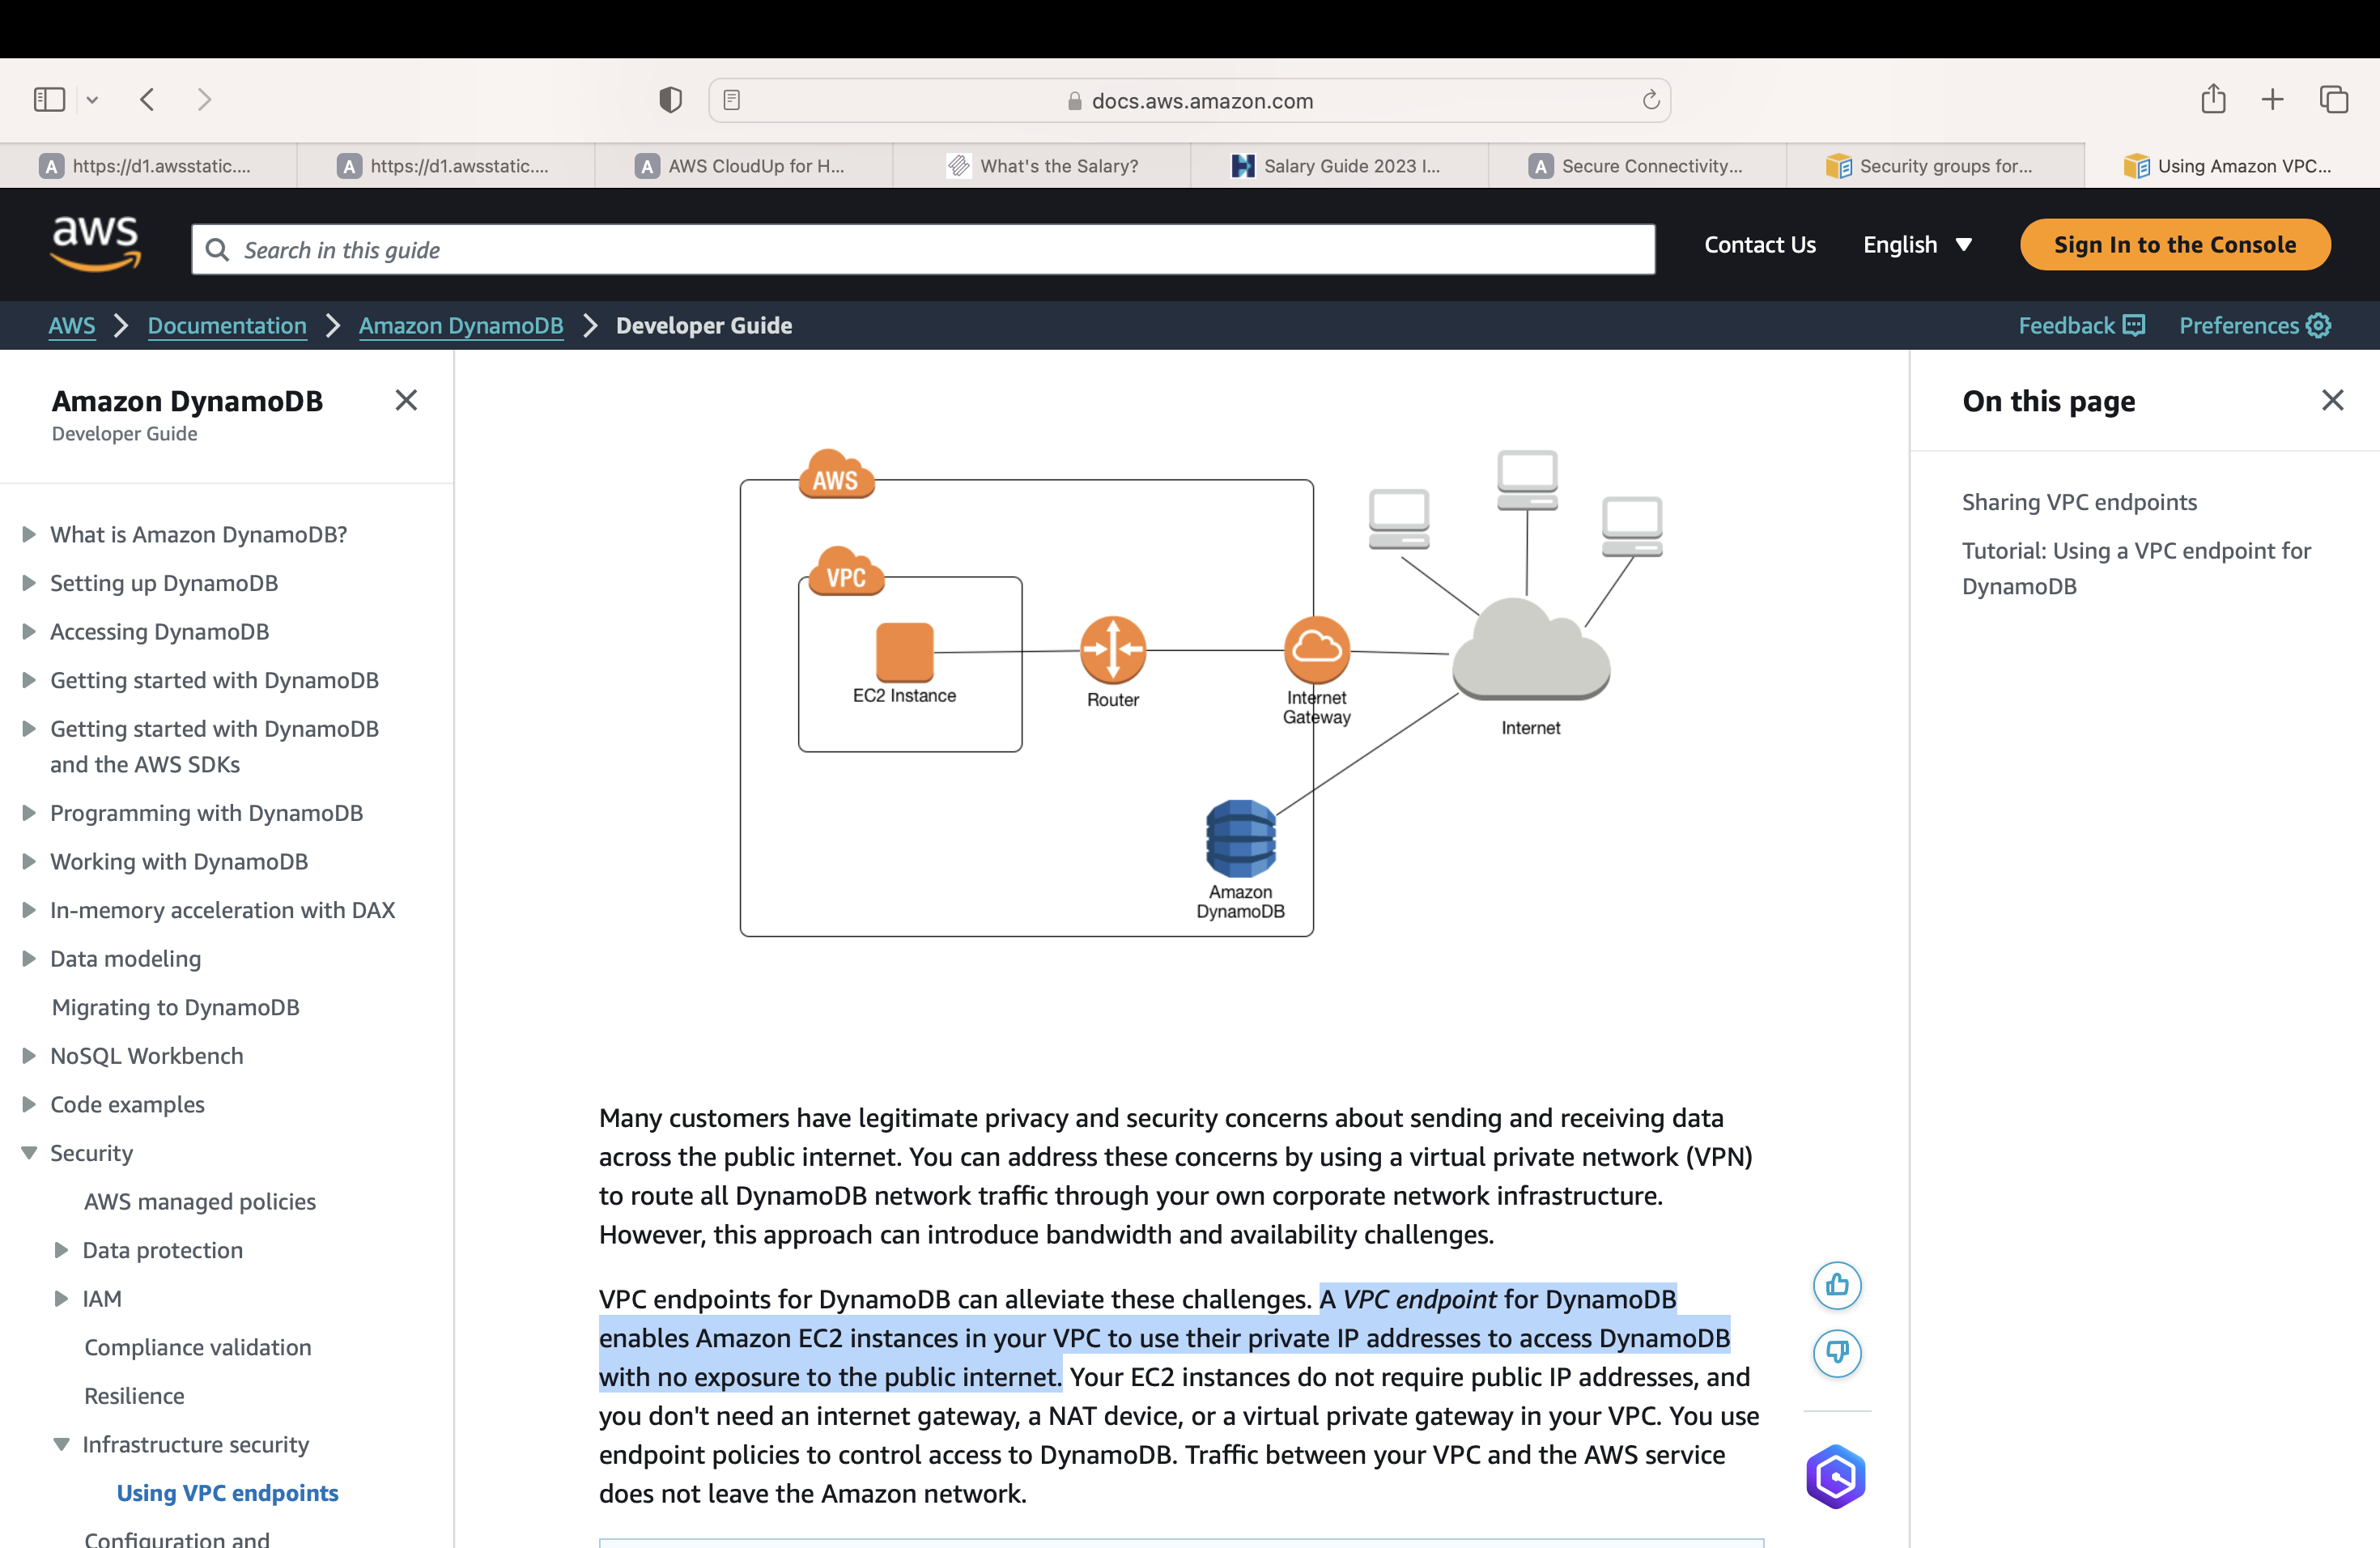 docs.aws.amazon.com
A https://d1.awsstatic....
A https://d1.awsstatic....
A AWS CloudUp for H...
What's the Salary?
Salary Guide 2023 I...
A Secure Connectivity...
Security groups for...
Using Amazon VPC...
aws
Search in this guide
Contact Us
English
Sign In to the Console
AWS
Documentation
Amazon DynamoDB
Developer Guide
Feedback
Preferences
Amazon DynamoDB
Developer Guide
What is Amazon DynamoDB?
Setting up DynamoDB
Accessing DynamoDB
Getting started with DynamoDB
Getting started with DynamoDB
and the AWS SDKs
Programming with DynamoDB
Working with DynamoDB
In-memory acceleration with DAX
Data modeling
Migrating to DynamoDB
NoSQL Workbench
Code examples
Security
AWS managed policies
Data protection
IAM
Compliance validation
Resilience
Infrastructure security
Using VPC endpoints
Configuration and
AWS
VPC
EC2 Instance
Router
Internet
Gateway
Internet
Amazon
DynamoDB
Many customers have legitimate privacy and security concerns about sending and receiving data
across the public internet. You can address these concerns by using a virtual private network (VPN)
to route all DynamoDB network traffic through your own corporate network infrastructure.
However, this approach can introduce bandwidth and availability challenges.
VPC endpoints for DynamoDB can alleviate these challenges. A VPC endpoint for DynamoDB
enables Amazon EC2 instances in your VPC to use their private IP addresses to access DynamoDB
with no exposure to the public internet. Your EC2 instances do not require public IP addresses, and
you don't need an internet gateway, a NAT device, or a virtual private gateway in your VPC. You use
endpoint policies to control access to DynamoDB. Traffic between your VPC and the AWS service
does not leave the Amazon network.
On this page
Sharing VPC endpoints
Tutorial: Using a VPC endpoint for
DynamoDB